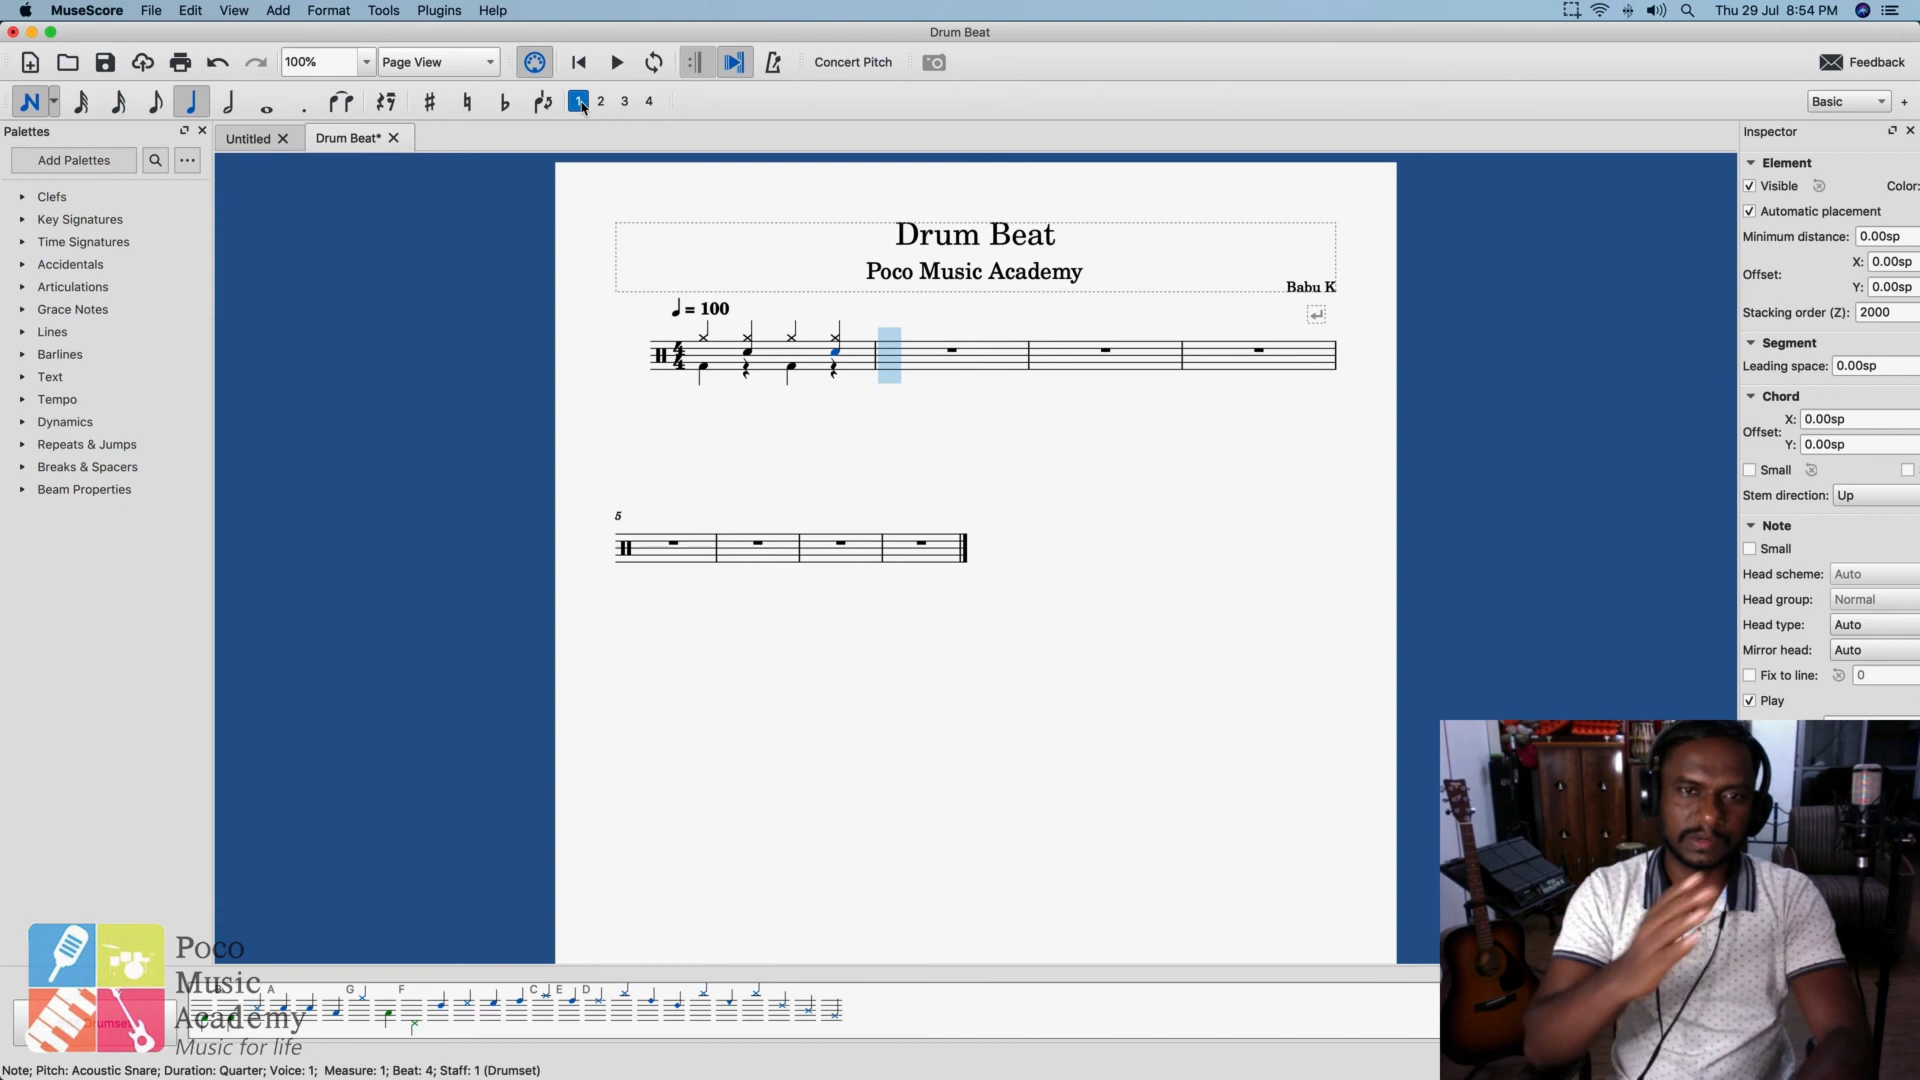 MuseScore File Edit View Add Format Tools Plugins Help Thu 29 Jul 8:54 PM
Drum Beat
100% Page View Concert Pitch Feedback
1 2 3 4 Basic +
Palettes
Untitled
Drum Beat*
Inspector
Add Palettes
Clefs
Key Signatures
Time Signatures
Accidentals
Articulations
Grace Notes
Lines
Barlines
Text
Tempo
Dynamics
Repeats & Jumps
Breaks & Spacers
Beam Properties
Drum Beat
Poco Music Academy
Babu K
= 100
4
4
5
Element
Visible Color:
Automatic placement
Minimum distance: 0.00sp
Offset: X: 0.00sp
Y: 0.00sp
Stacking order (Z): 2000
Segment
Leading space: 0.00sp
Chord
Offset: X: 0.00sp
Y: 0.00sp
Small
Stem direction: Up
Note
Small
Head scheme: Auto
Head group: Normal
Head type: Auto
Mirror head: Auto
Fix to line: 0
Play
A G F C E D
Poco
Music
Academy
Music for life
Note; Pitch: Acoustic Snare; Duration: Quarter; Voice: 1; Measure: 1; Beat: 4; Staff: 1 (Drumset)